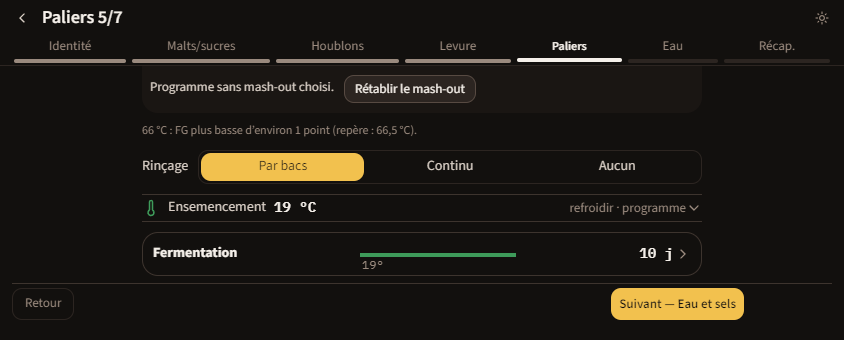 Paliers 5/7
Identité Malts/sucres Houblons Levure Paliers Eau Récap.
Programme sans mash-out choisi. Rétablir le mash-out
66 °C : FG plus basse d'environ 1 point (repère : 66,5 °C).
Rinçage Par bacs Continu Aucun
Ensemencement 19 °C refroidir · programme
Fermentation 10 j
19°
Retour Suivant — Eau et sels